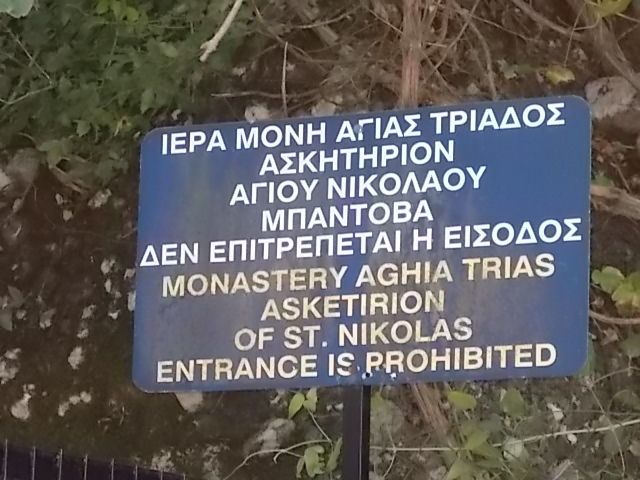 ΙΕΡΑ ΜΟΝΗ ΑΓΙΑΣ ΤΡΙΑΔΟΣ
ΑΣΚΗΤΗΡΙΟΝ
ΑΓΙΟΥ ΝΙΚΟΛΑΟΥ
ΜΠΑΝΤΟΒΑ
ΔΕΝ ΕΠΙΤΡΕΠΕΤΑΙ Η ΕΙΣΟΔΟΣ
MONASTERY AGHIA TRIAS
ASKETIRION
OF ST. NIKOLAS
ENTRANCE IS PROHIBITED